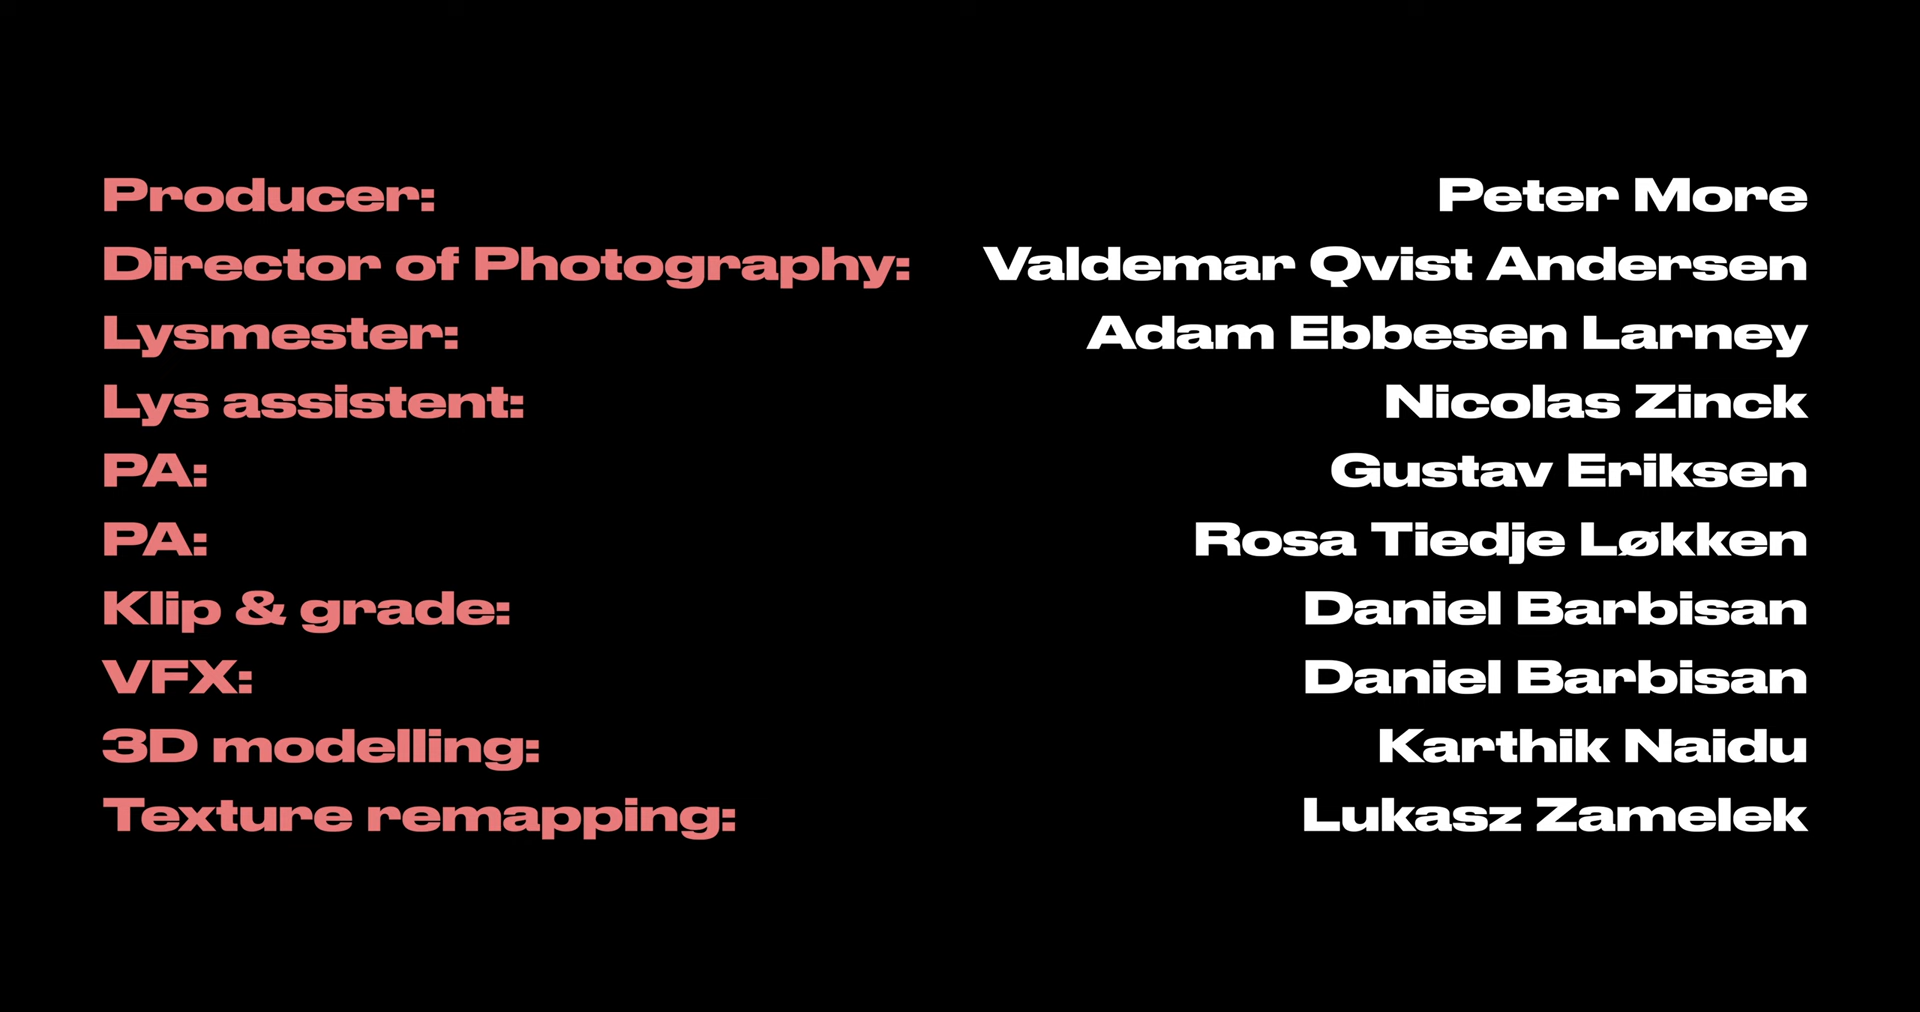 Producer: Peter More
Director of Photography: Valdemar Qvist Andersen
Lysmester: Adam Ebbesen Larney
Lys assistent: Nicolas Zinck
PA: Gustav Eriksen
PA: Rosa Tiedje Løkken
Klip & grade: Daniel Barbisan
VFX: Daniel Barbisan
3D modelling: Karthik Naidu
Texture remapping: Lukasz Zamelek